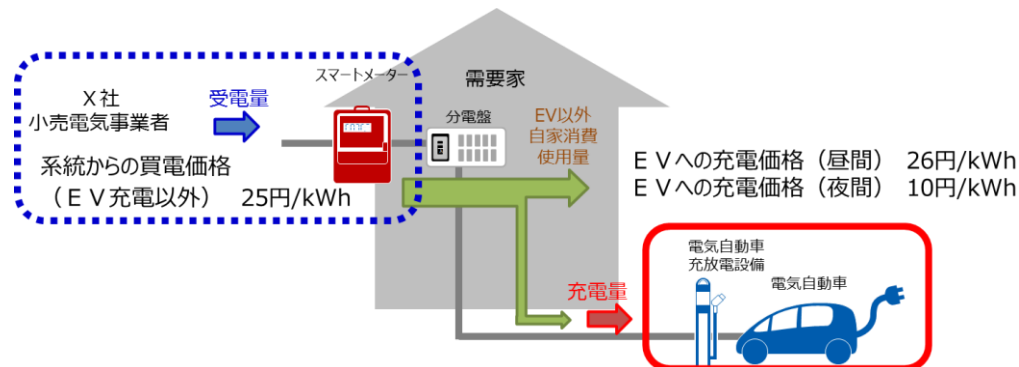 スマートメーター
需要家
X社
小売電気事業者
受電量
分電盤
EV以外
自家消費
使用量
系統からの買電価格
（EV充電以外） 25円/kWh
EVへの充電価格（昼間） 26円/kWh
EVへの充電価格（夜間） 10円/kWh
電気自動車
充放電設備
電気自動車
充電量